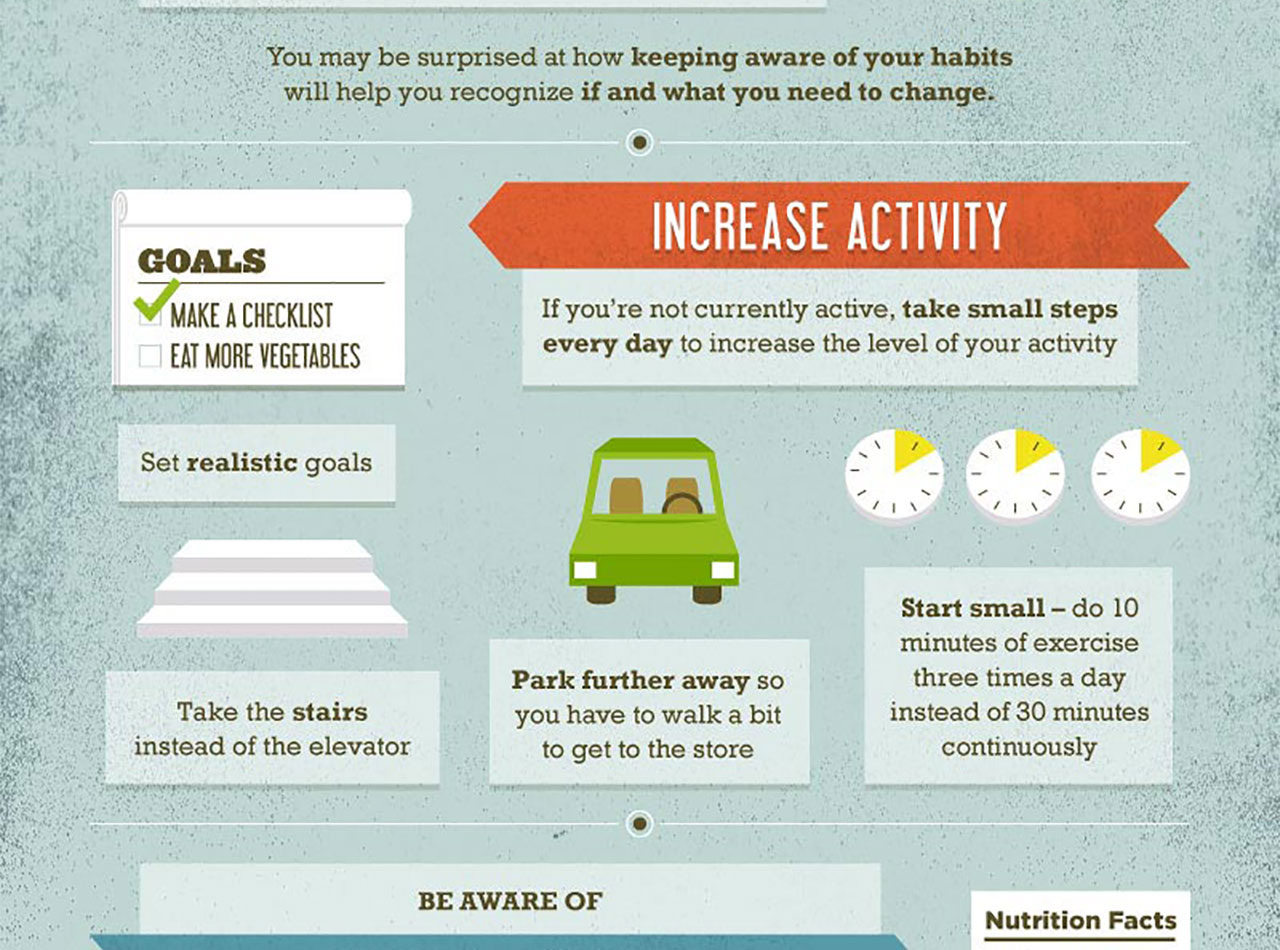 You may be surprised at how keeping aware of your habits
will help you recognize if and what you need to change.
INCREASE ACTIVITY
GOALS
MAKE A CHECKLIST
EAT MORE VEGETABLES
If you’re not currently active, take small steps
every day to increase the level of your activity
Set realistic goals
Take the stairs
instead of the elevator
Park further away so
you have to walk a bit
to get to the store
Start small – do 10
minutes of exercise
three times a day
instead of 30 minutes
continuously
BE AWARE OF
Nutrition Facts